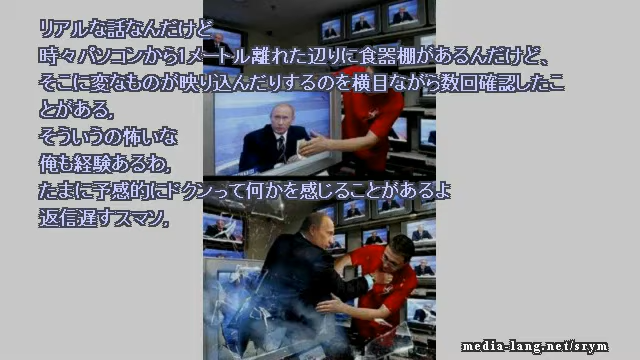 リアルな話なんだけど
時々パソコンから1メートル離れた辺りに食器棚があるんだけど、
そこに変なものが映り込んだりするのを横目ながら数回確認したこ
とがある,
そういうの怖いな
俺も経験あるわ,
たまに予感的にドクンって何かを感じることがあるよ
返信遅すスマソ,
media-lang.net/srym